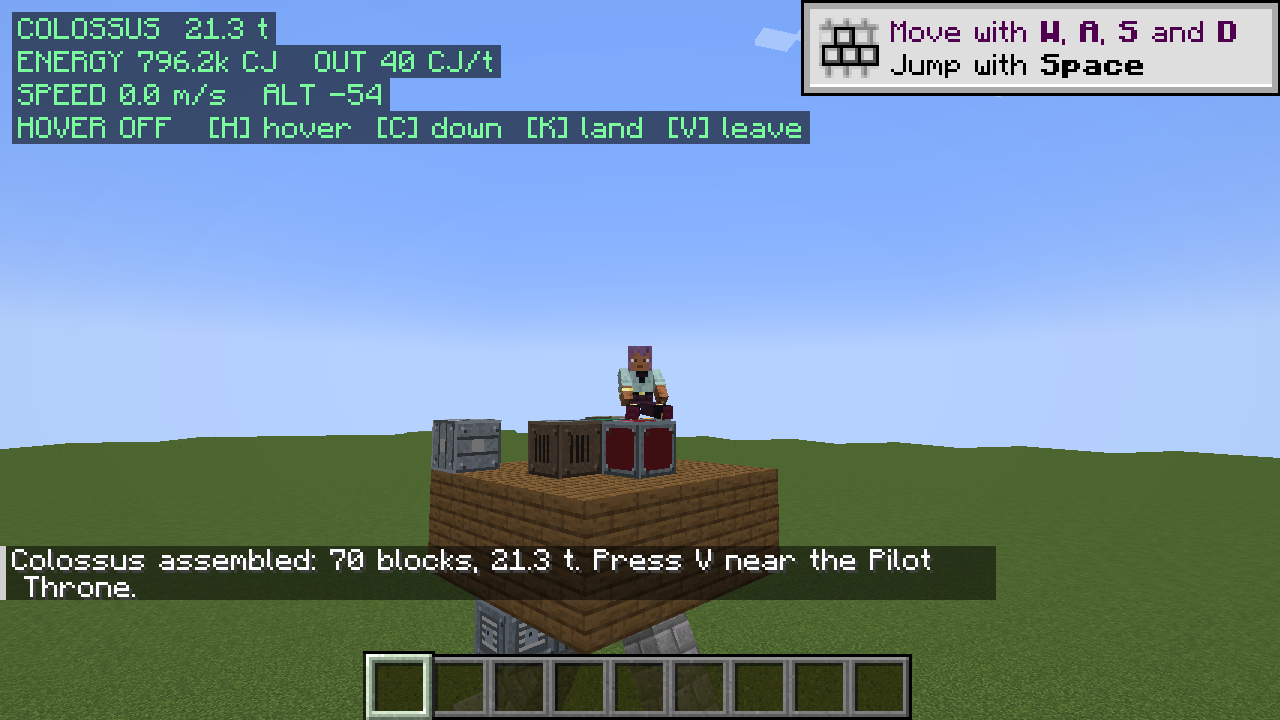 COLOSSUS 21.3 t
ENERGY 796.2k CJ OUT 40 CJ/t
SPEED 0.0 m/s ALT -54
HOVER OFF [H] hover [C] down [K] land [V] leave
Move with W, A, S and D
Jump with Space
Colossus assembled: 70 blocks, 21.3 t. Press V near the Pilot
Throne.